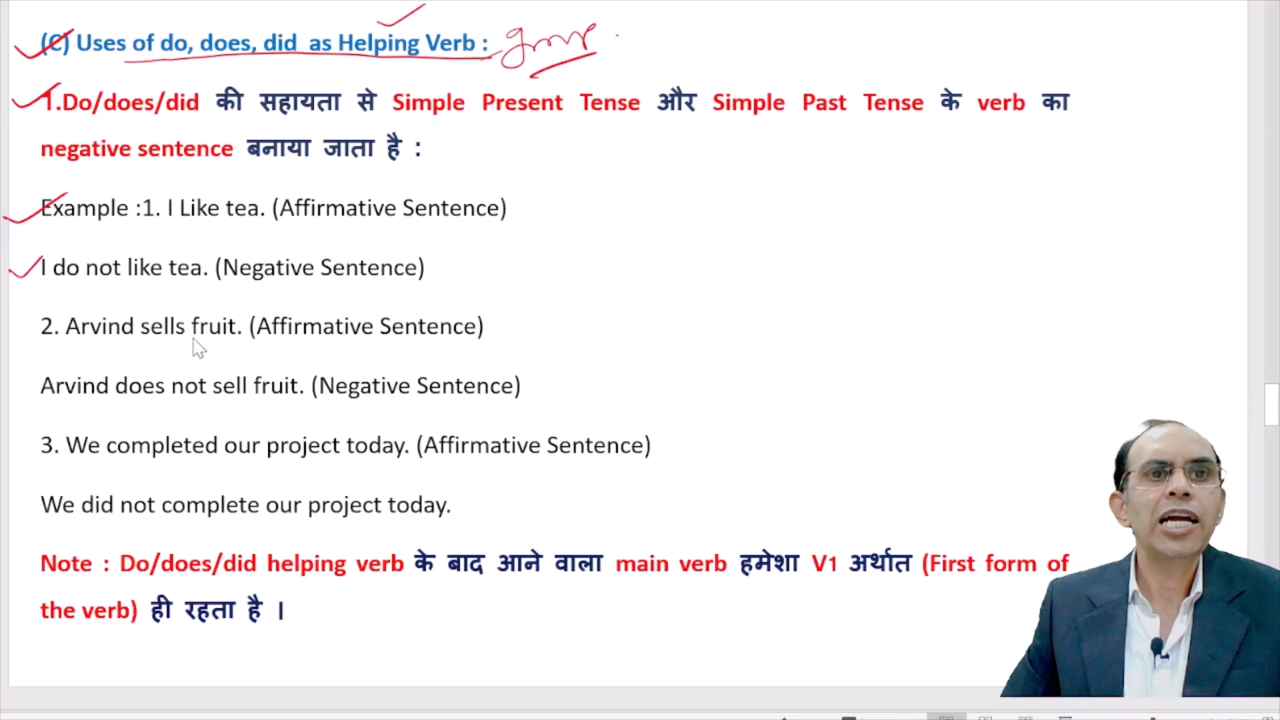 (C) Uses of do, does, did as Helping Verb :
1.Do/does/did की सहायता से Simple Present Tense और Simple Past Tense के verb का
negative sentence बनाया जाता है :
Example :1. I Like tea. (Affirmative Sentence)
I do not like tea. (Negative Sentence)
2. Arvind sells fruit. (Affirmative Sentence)
Arvind does not sell fruit. (Negative Sentence)
3. We completed our project today. (Affirmative Sentence)
We did not complete our project today.
Note : Do/does/did helping verb के बाद आने वाला main verb हमेशा V1 अर्थात (First form of
the verb) ही रहता है ।